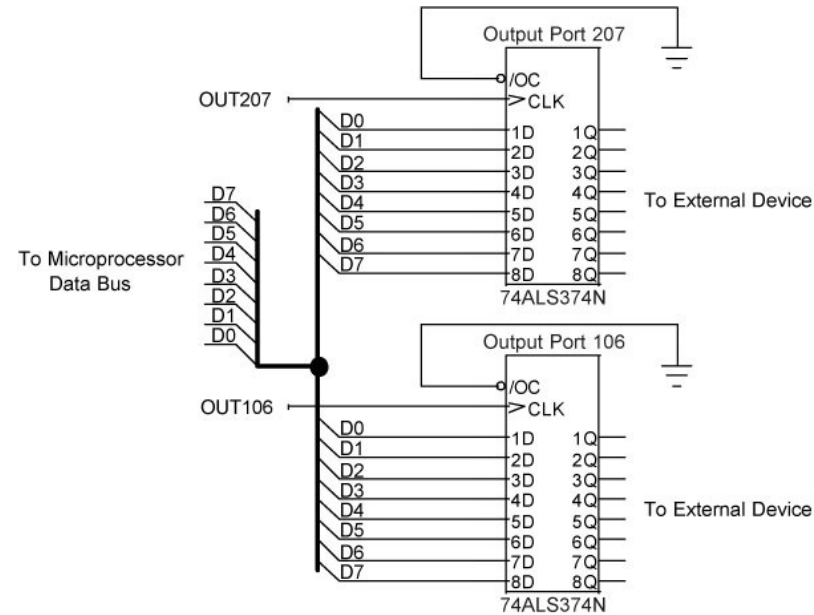 Output Port 207
/OC
OUT207
CLK
D0 1D 1Q
D1 2D 2Q
D2 3D 3Q
D3 4D 4Q
D4 5D 5Q
D5 6D 6Q
D6 7D 7Q
D7 8D 8Q
74ALS374N
To External Device
D7
D6
D5
D4
D3
D2
D1
D0
To Microprocessor
Data Bus
Output Port 106
/OC
OUT106
CLK
D0 1D 1Q
D1 2D 2Q
D2 3D 3Q
D3 4D 4Q
D4 5D 5Q
D5 6D 6Q
D6 7D 7Q
D7 8D 8Q
74ALS374N
To External Device